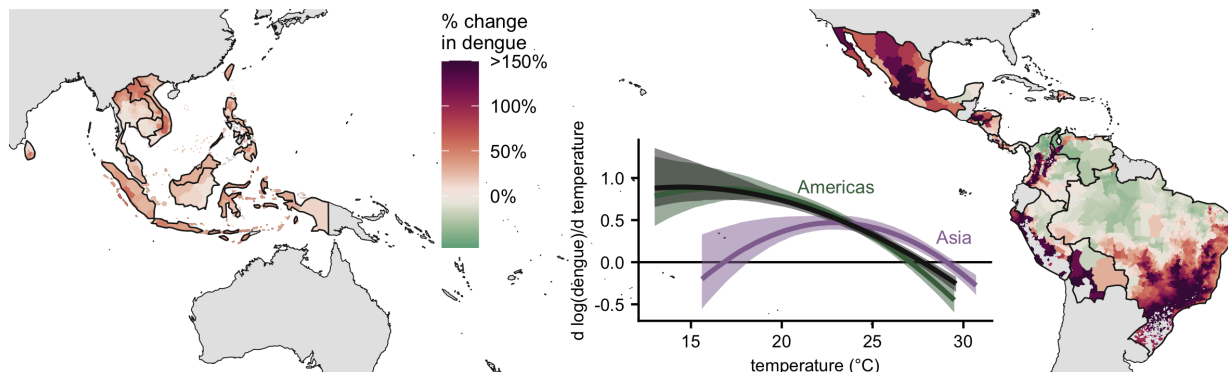 % change
in dengue
>150%
100%
50%
0%
d log(dengue)/d temperature
1.0
0.5
0.0
-0.5
Americas
Asia
15
20
25
30
temperature (°C)